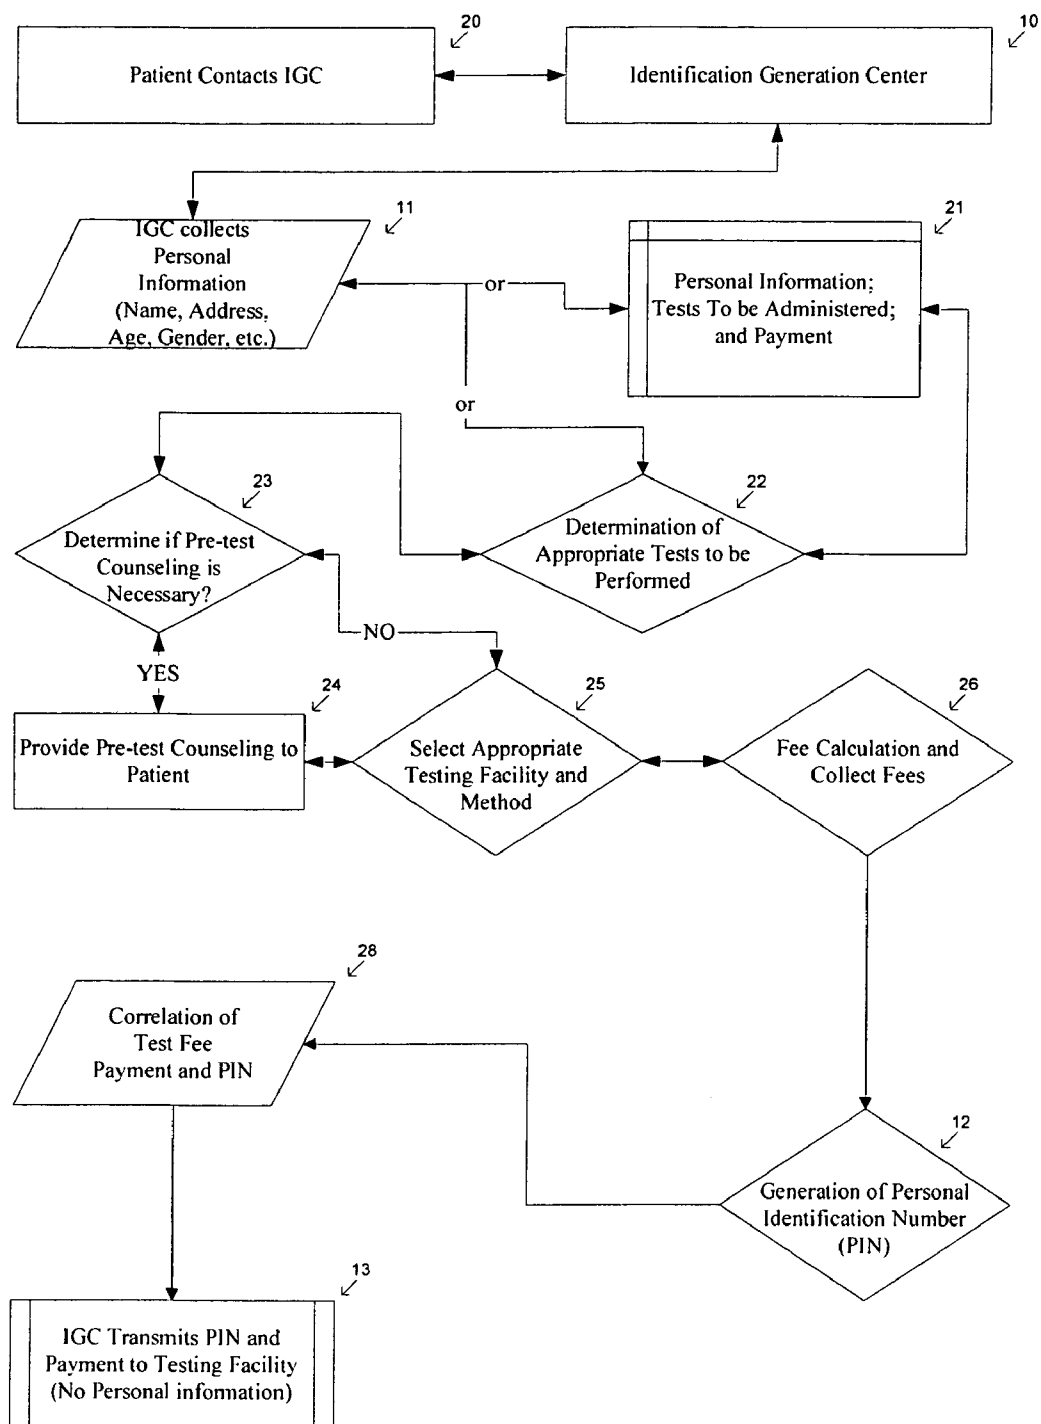 20
10
Patient Contacts IGC
Identification Generation Center
11
21
IGC collects
Personal
Information
(Name, Address,
Age, Gender, etc.)
or
Personal Information;
Tests To be Administered;
and Payment
or
23
22
Determine if Pre-test
Counseling is
Necessary?
Determination of
Appropriate Tests to be
Performed
NO
YES
24
25
26
Provide Pre-test Counseling to
Patient
Select Appropriate
Testing Facility and
Method
Fee Calculation and
Collect Fees
28
Correlation of
Test Fee
Payment and PIN
12
Generation of Personal
Identification Number
(PIN)
13
IGC Transmits PIN and
Payment to Testing Facility
(No Personal information)